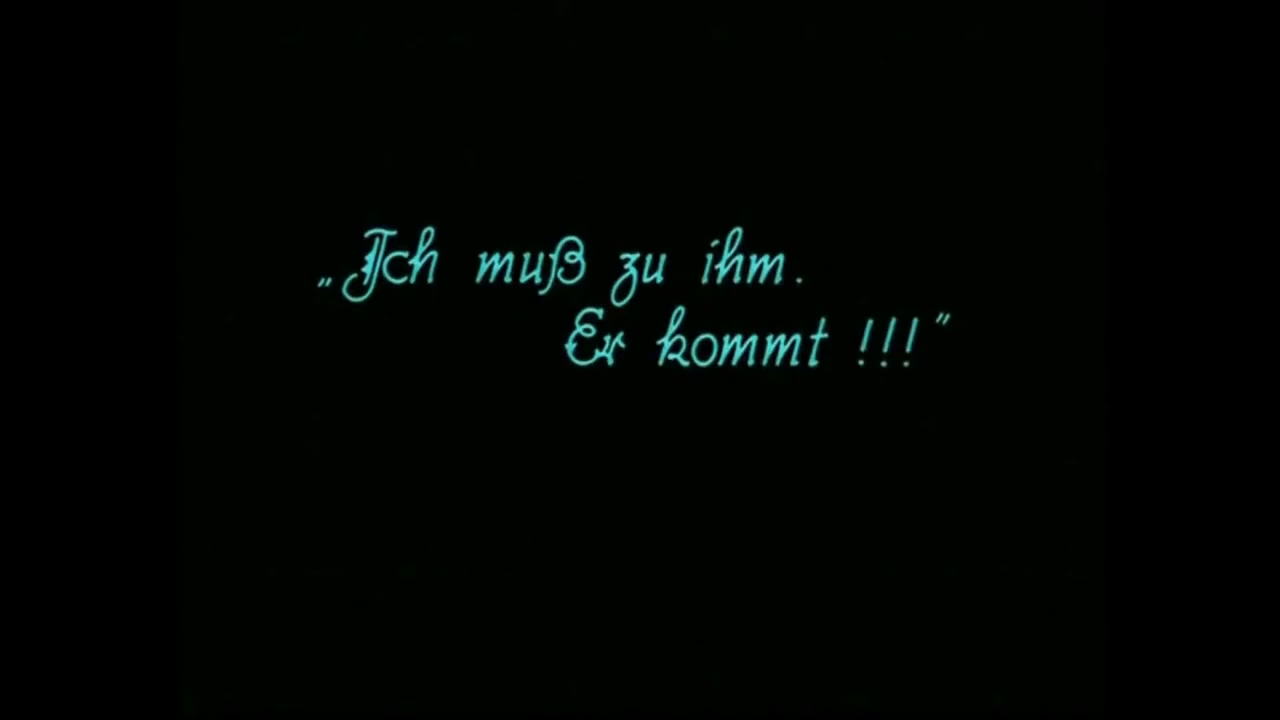 „Ich muß zu ihm.
Er kommt !!!"